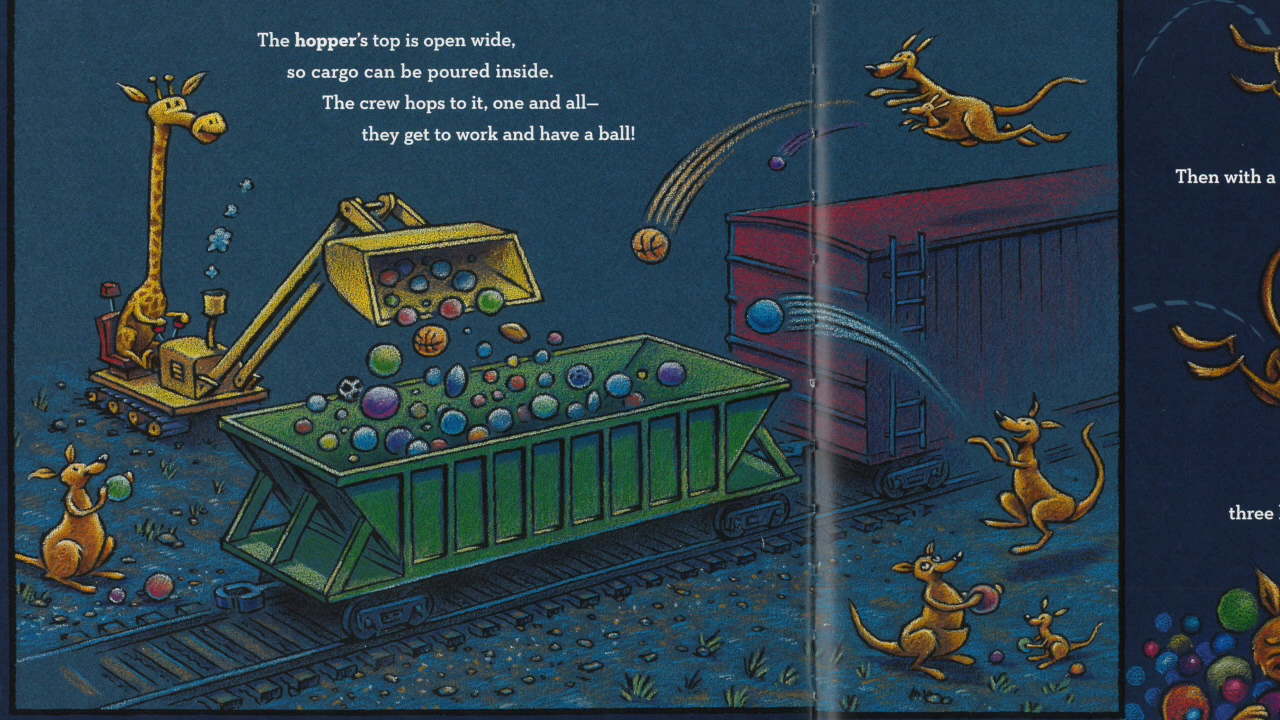 The hopper's top is open wide,
so cargo can be poured inside.
The crew hops to it, one and all—
they get to work and have a ball!
Then with a
three